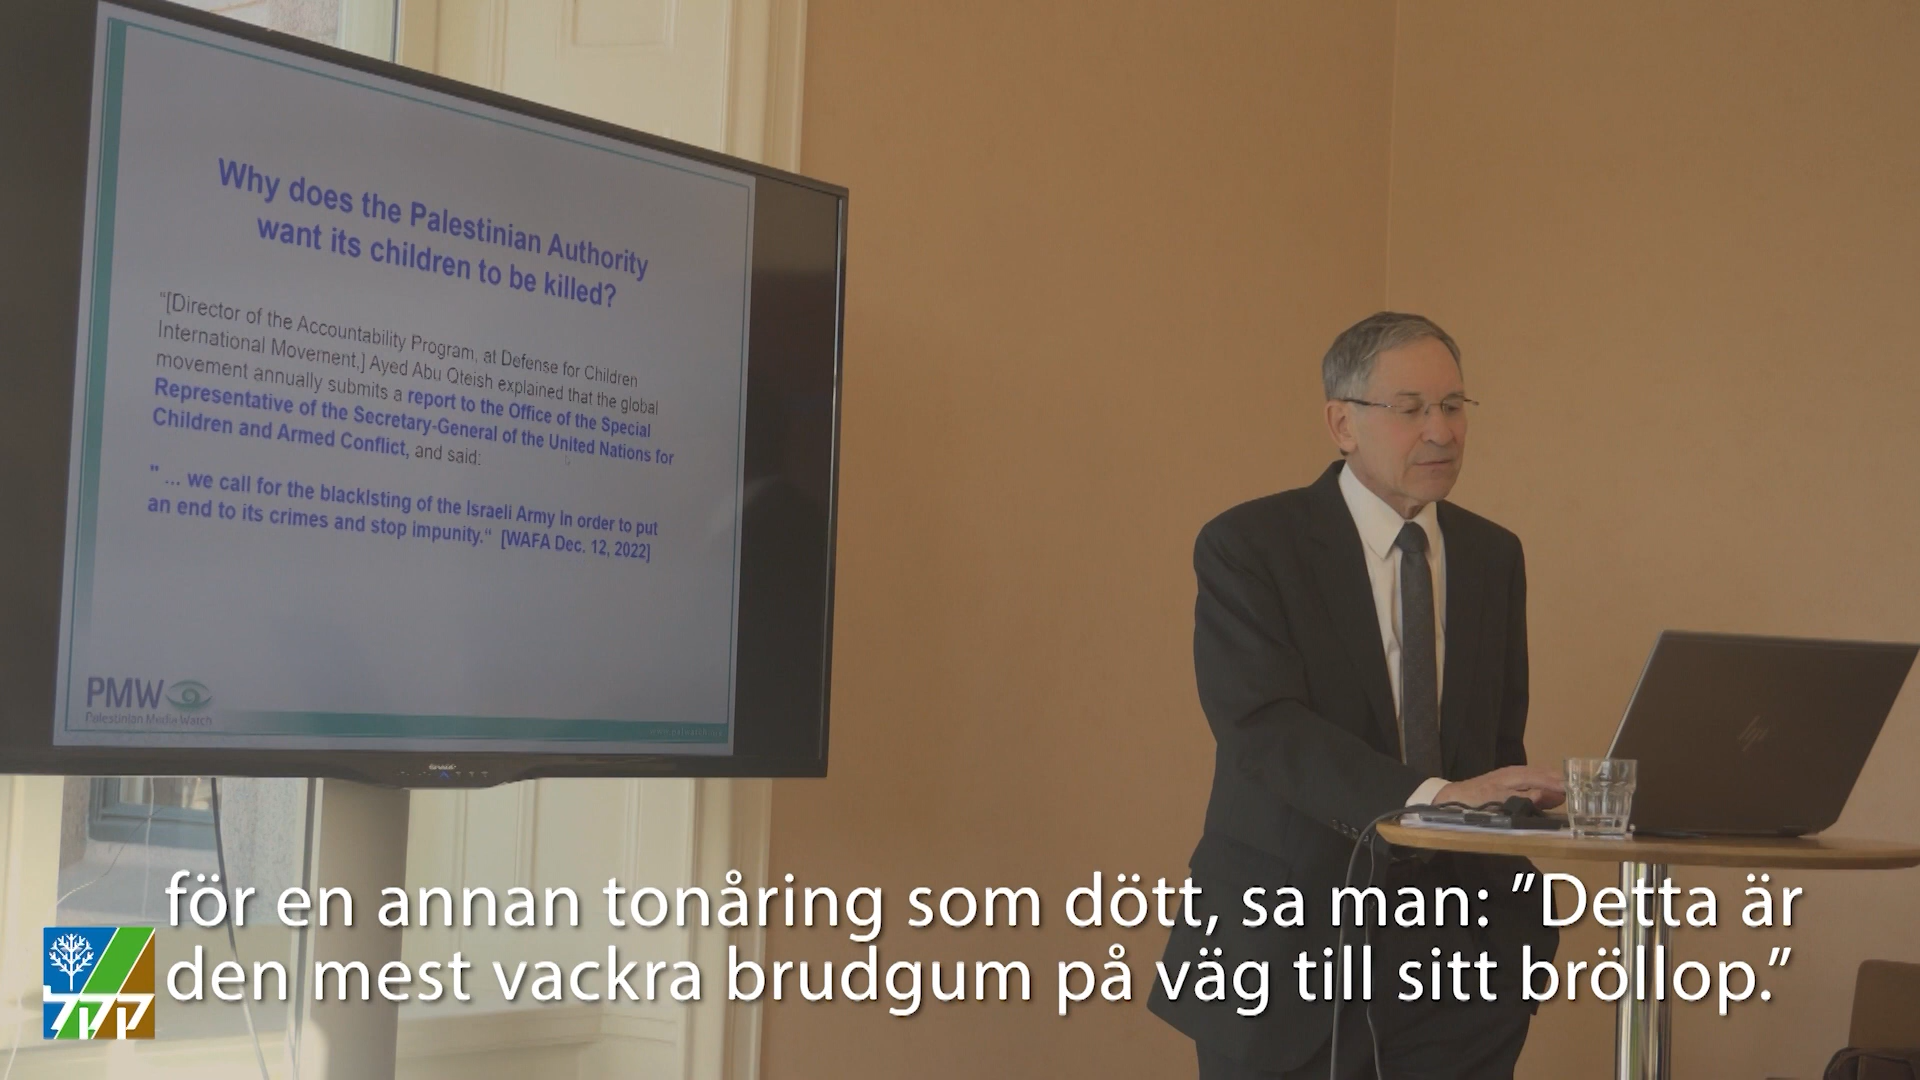 Why does the Palestinian Authority
want its children to be killed?
"[Director of the Accountability Program, at Defense for Children
International Movement,] Ayed Abu Qteish explained that the global
movement annually submits a report to the Office of the Special
Representative of the Secretary-General of the United Nations for
Children and Armed Conflict, and said:
" ... we call for the blacklsting of the Israeli Army in order to put
an end to its crimes and stop impunity." [WAFA Dec. 12, 2022]
PMW
Palestinian Media Watch
hp
för en annan tonåring som dött, sa man: ”Detta är
den mest vackra brudgum på väg till sitt bröllop.”
קקל